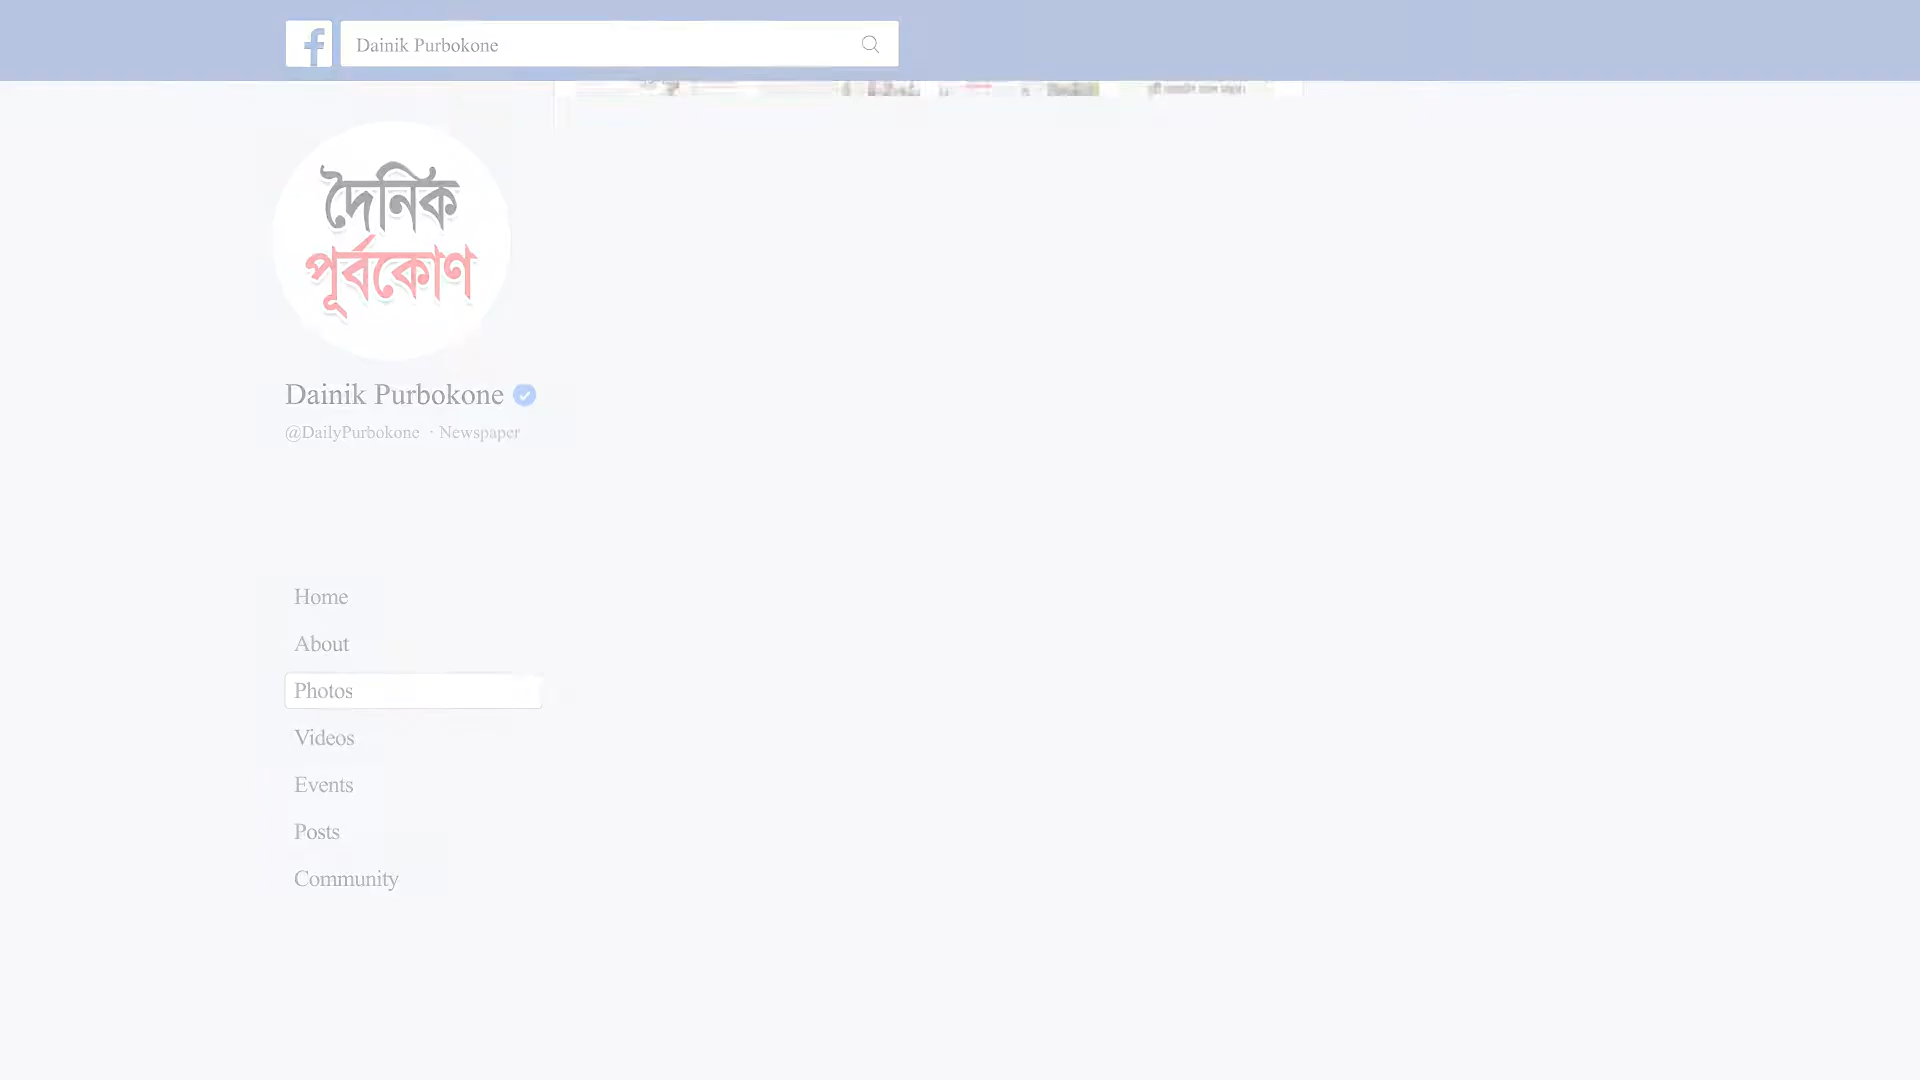 Dainik Purbokone
দৈনিক
পূর্বকোণ
Dainik Purbokone
@DailyPurbokone · Newspaper
Home
About
Photos
Videos
Events
Posts
Community